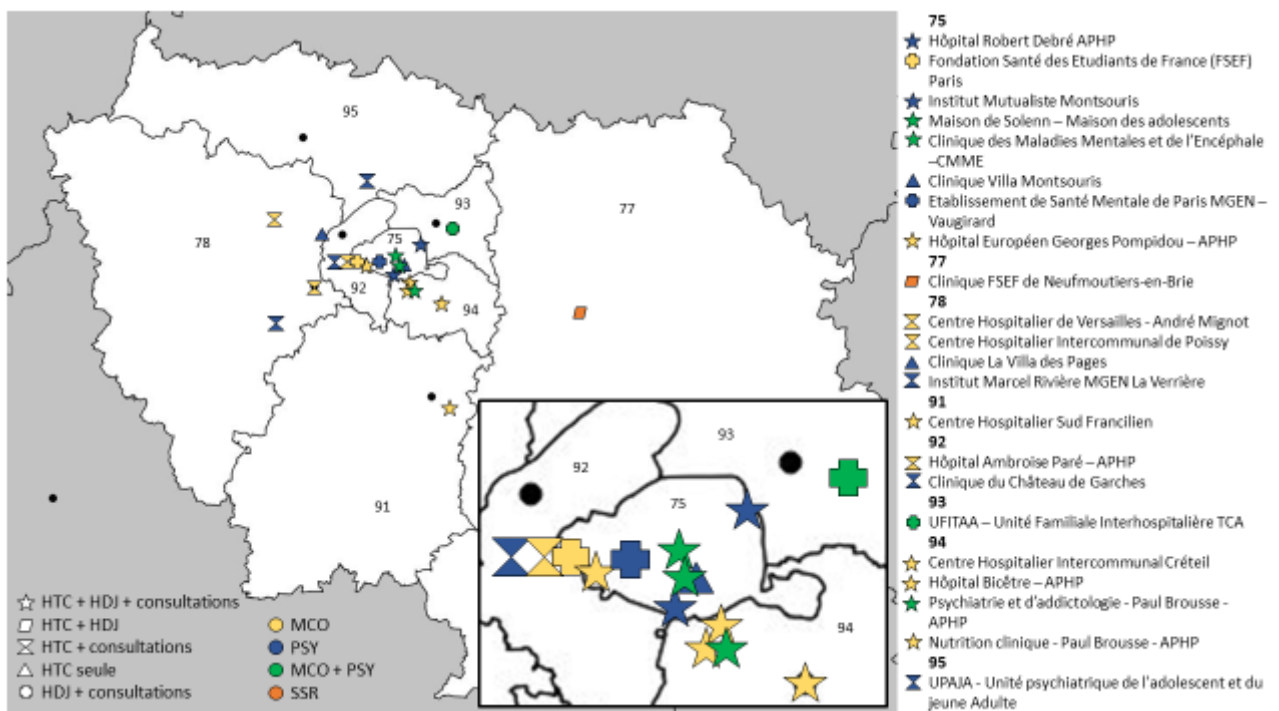 95
93
77
75
78
92
94
91
93
92
75
94
HTC + HDJ + consultations
HTC + HDJ
HTC + consultations
HTC seule
HDJ + consultations
MCO
PSY
MCO + PSY
SSR
75
Hôpital Robert Debré APHP
Fondation Santé des Etudiants de France (FSEF)
Paris
Institut Mutualiste Montsouris
Maison de Solenn – Maison des adolescents
Clinique des Maladies Mentales et de l'Encéphale
–CMME
Clinique Villa Montsouris
Etablissement de Santé Mentale de Paris MGEN –
Vaugirard
Hôpital Européen Georges Pompidou – APHP
77
Clinique FSEF de Neufmoutiers-en-Brie
78
Centre Hospitalier de Versailles - André Mignot
Centre Hospitalier Intercommunal de Poissy
Clinique La Villa des Pages
Institut Marcel Rivière MGEN La Verrière
91
Centre Hospitalier Sud Francilien
92
Hôpital Ambroise Paré – APHP
Clinique du Château de Garches
93
UFITAA – Unité Familiale Interhospitalière TCA
94
Centre Hospitalier Intercommunal Créteil
Hôpital Bicêtre – APHP
Psychiatrie et d'addictologie - Paul Brousse -
APHP
Nutrition clinique - Paul Brousse - APHP
95
UPAJA - Unité psychiatrique de l'adolescent et du
jeune Adulte